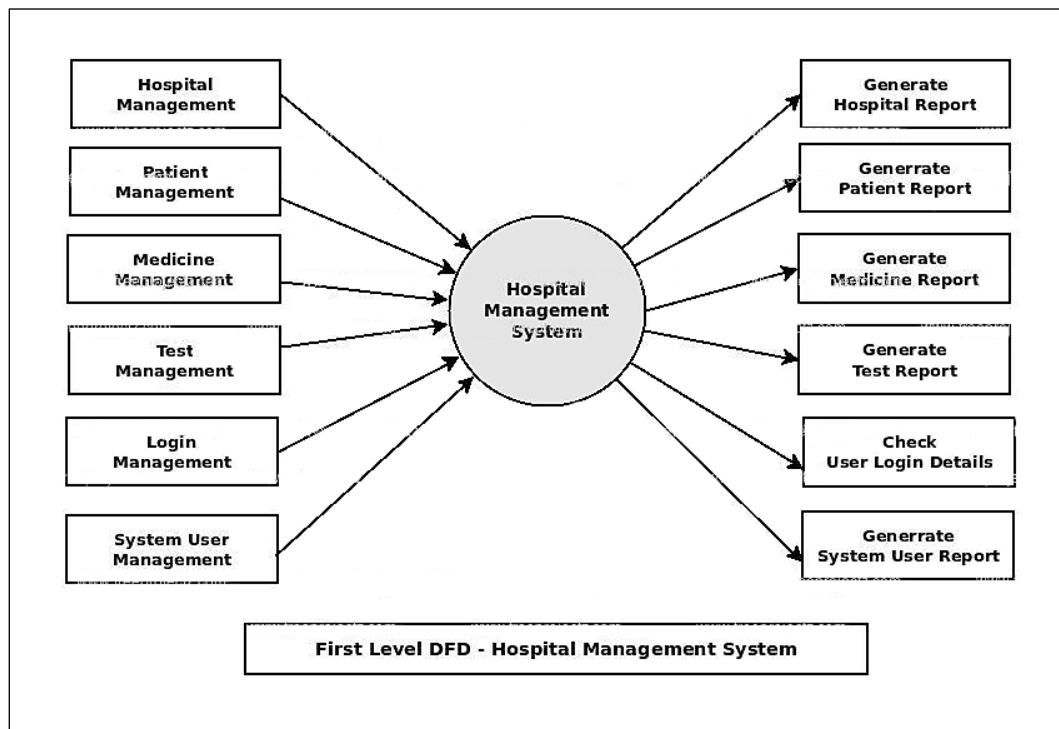 Hospital
Management
Generate
Hospital Report
Patient
Management
Generrate
Patient Report
Medicine
Management
Generate
Medicine Report
Hospital
Management
System
Test
Management
Generate
Test Report
Login
Management
Check
User Login Details
System User
Management
Generrate
System User Report
First Level DFD - Hospital Management System